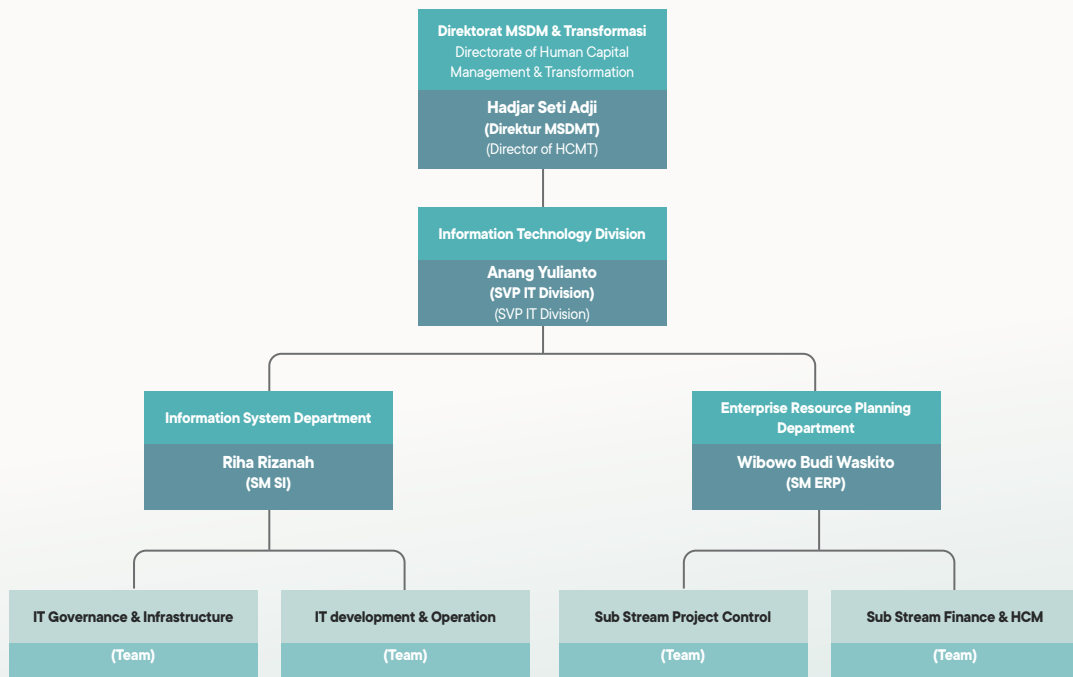 Direktorat MSDM & Transformasi
Directorate of Human Capital
Management & Transformation
Hadjar Seti Adji
(Direktur MSDMT)
(Director of HCMT)
Information Technology Division
Anang Yulianto
(SVP IT Division)
(SVP IT Division)
Information System Department
Riha Rizanah
(SM SI)
Enterprise Resource Planning
Department
Wibowo Budi Waskito
(SM ERP)
IT Governance & Infrastructure
(Team)
IT development & Operation
(Team)
Sub Stream Project Control
(Team)
Sub Stream Finance & HCM
(Team)